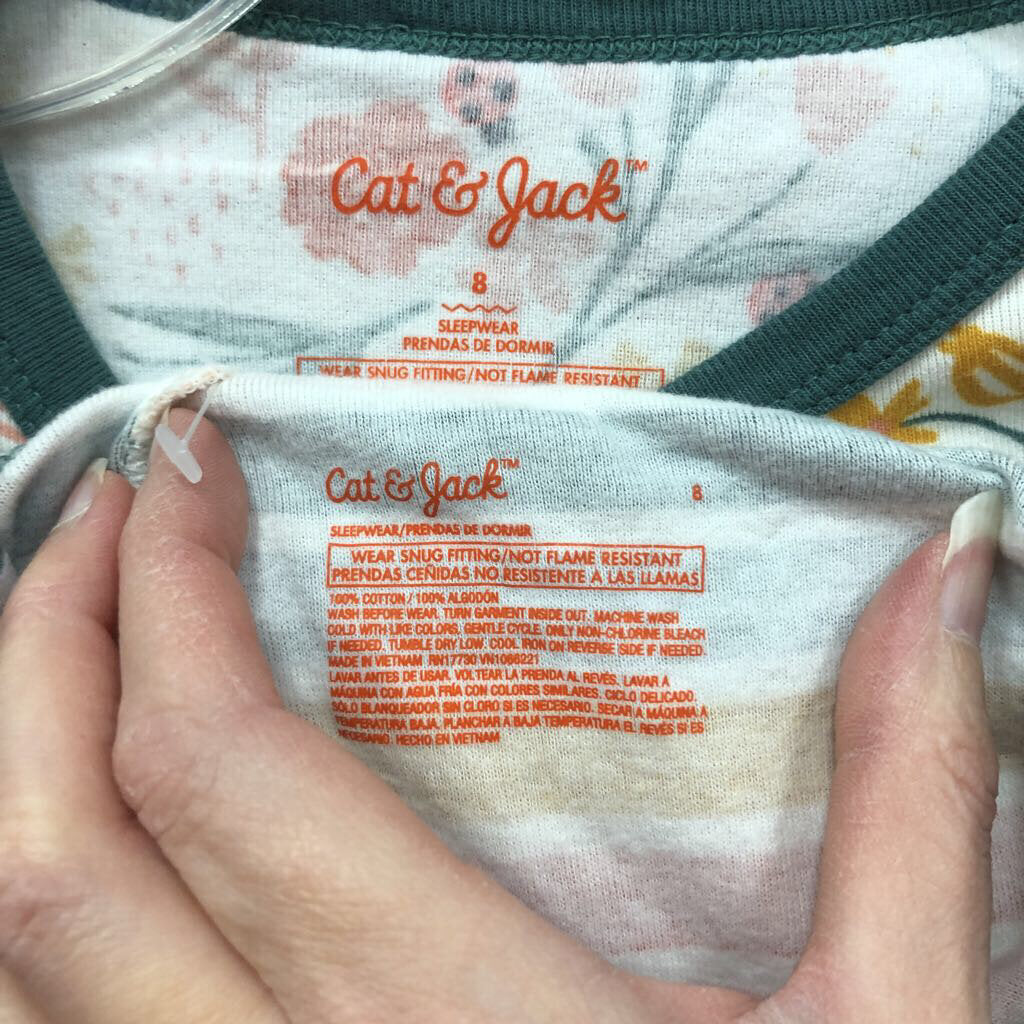 Cat & Jack™
8
SLEEPWEAR
PRENDAS DE DORMIR
WEAR SNUG FITTING/NOT FLAME RESISTANT
Cat & Jack™ 8
SLEEPWEAR/PRENDAS DE DORMIR
WEAR SNUG FITTING/NOT FLAME RESISTANT
PRENDAS CEÑIDAS NO RESISTENTE A LAS LLAMAS
100% COTTON/100% ALGODÓN
WASH BEFORE WEAR. TURN GARMENT INSIDE OUT. MACHINE WASH
COLD WITH LIKE COLORS. GENTLE CYCLE. ONLY NON-CHLORINE BLEACH
IF NEEDED. TUMBLE DRY LOW. COOL IRON ON REVERSE SIDE IF NEEDED.
MADE IN VIETNAM RN17730 VN1066221
LAVAR ANTES DE USAR. VOLTEAR LA PRENDA AL REVÉS. LAVAR A
MÁQUINA CON AGUA FRÍA CON COLORES SIMILARES. CICLO DELICADO.
SOLO BLANQUEADOR SIN CLORO SI ES NECESARIO. SECAR A MÁQUINA A
TEMPERATURA BAJA. PLANCHAR A BAJA TEMPERATURA EL REVÉS SI ES
NECESARIO. HECHO EN VIETNAM